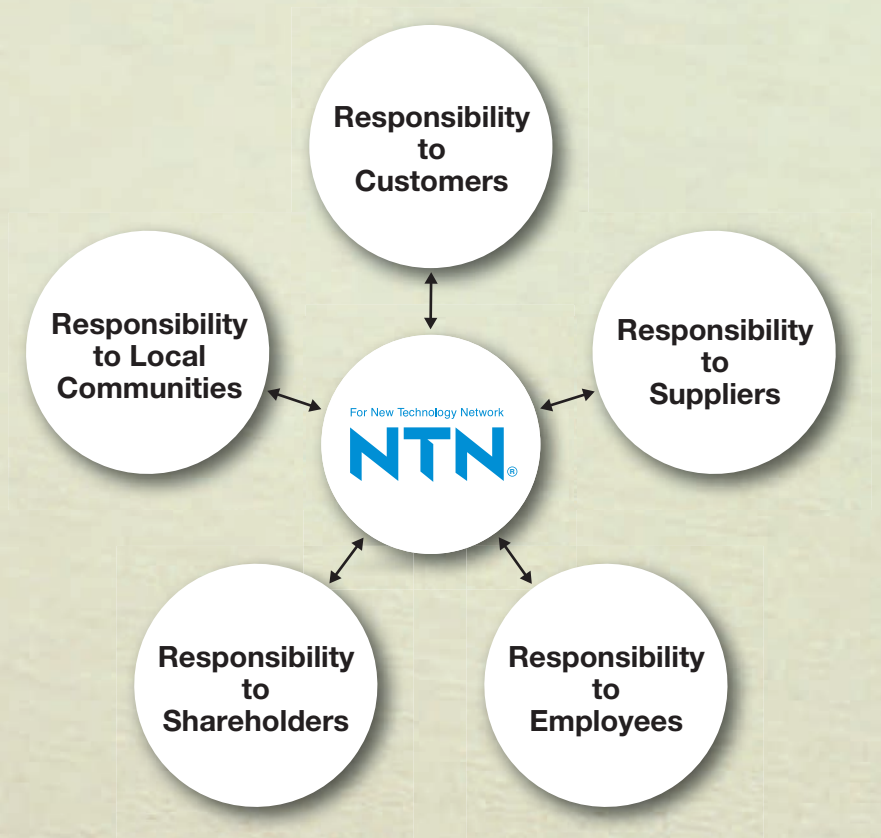 Responsibility
to
Customers
Responsibility
to Local
Communities
Responsibility
to
Suppliers
For New Technology Network
NTN®
Responsibility
to
Shareholders
Responsibility
to
Employees